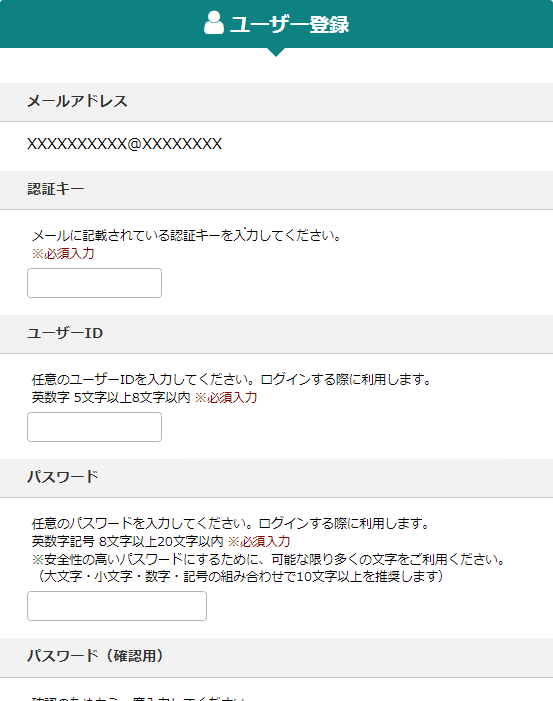 ユーザー登録
メールアドレス
XXXXXXXXXX@XXXXXXXX
認証キー
メールに記載されている認証キーを入力してください。
※必須入力
ユーザーID
任意のユーザーIDを入力してください。ログインする際に利用します。
英数字 5文字以上8文字以内 ※必須入力
パスワード
任意のパスワードを入力してください。ログインする際に利用します。
英数字記号 8文字以上20文字以内 ※必須入力
※安全性の高いパスワードにするために、可能な限り多くの文字をご利用ください。
（大文字・小文字・数字・記号の組み合わせで10文字以上を推奨します）
パスワード（確認用）